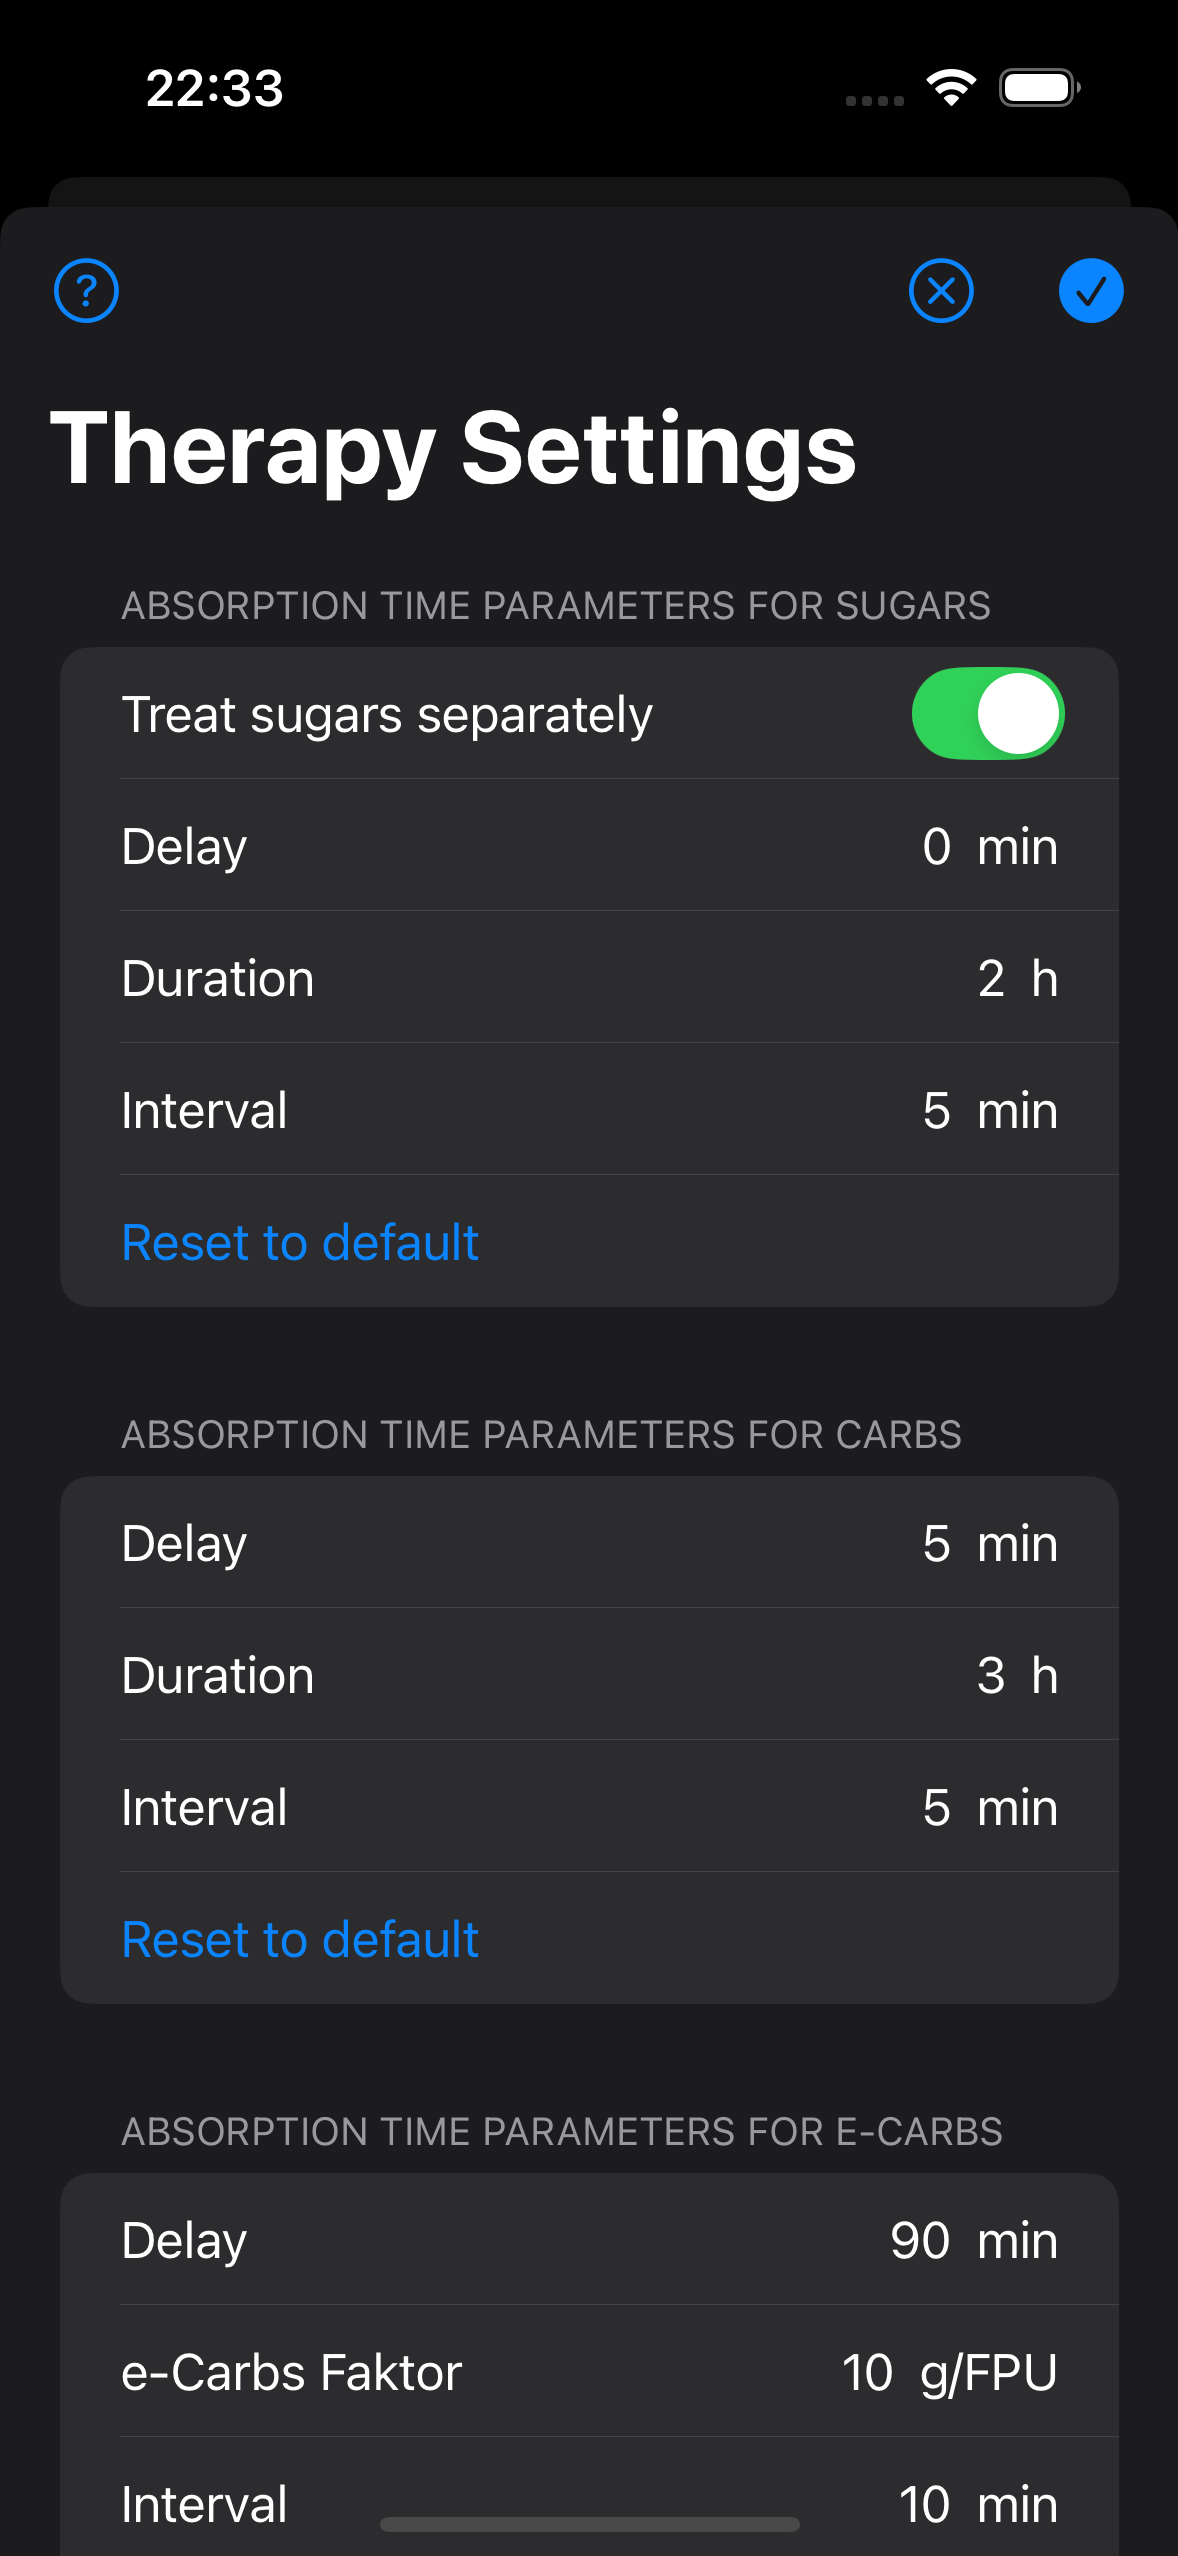 22:33
?
Therapy Settings
ABSORPTION TIME PARAMETERS FOR SUGARS
Treat sugars separately
Delay 0 min
Duration 2 h
Interval 5 min
Reset to default
ABSORPTION TIME PARAMETERS FOR CARBS
Delay 5 min
Duration 3 h
Interval 5 min
Reset to default
ABSORPTION TIME PARAMETERS FOR E-CARBS
Delay 90 min
e-Carbs Faktor 10 g/FPU
Interval 10 min